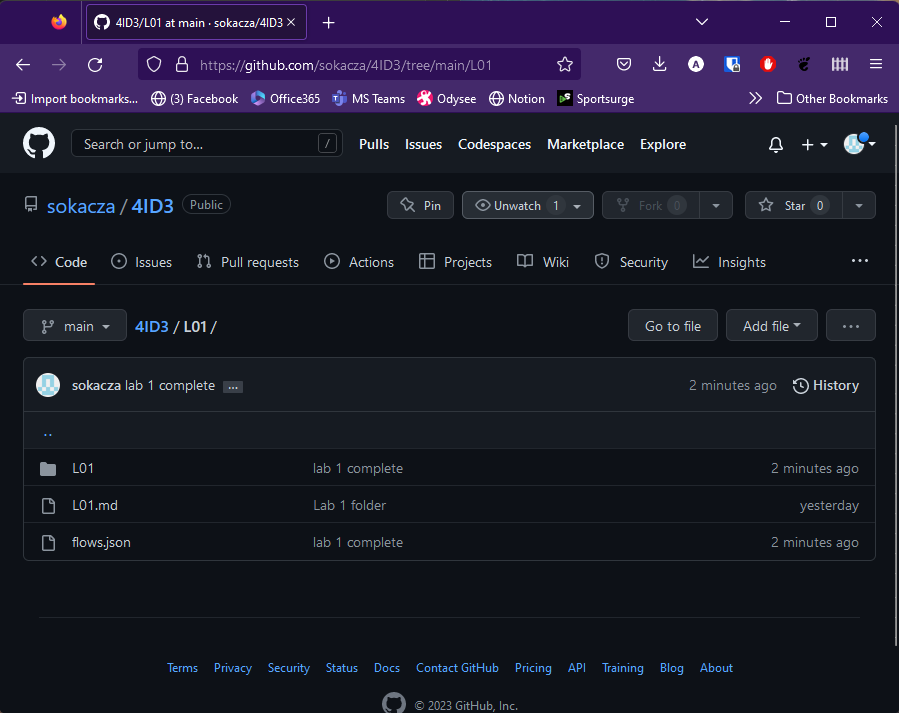 4ID3/L01 at main · sokacza/4ID3
https://github.com/sokacza/4ID3/tree/main/L01
Import bookmarks... (3) Facebook Office365 MS Teams Odysee Notion Sportsurge Other Bookmarks
Search or jump to... / Pulls Issues Codespaces Marketplace Explore
sokacza / 4ID3 Public Pin Unwatch 1 Fork 0 Star 0
Code Issues Pull requests Actions Projects Wiki Security Insights ...
main 4ID3 / L01 / Go to file Add file ...
sokacza lab 1 complete ... 2 minutes ago History
..
L01 lab 1 complete 2 minutes ago
L01.md Lab 1 folder yesterday
flows.json lab 1 complete 2 minutes ago
Terms Privacy Security Status Docs Contact GitHub Pricing API Training Blog About
© 2023 GitHub, Inc.